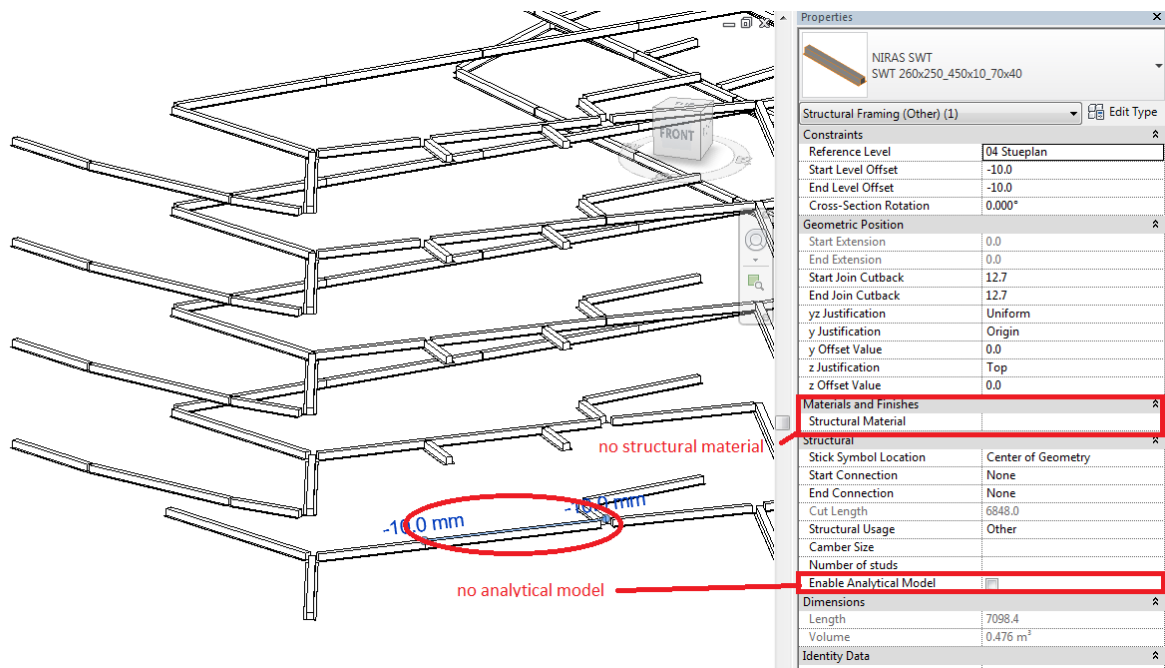 Properties
NIRAS SWT
SWT 260x250_450x10_70x40
Structural Framing (Other) (1)
Edit Type
Constraints
Reference Level 04 Stueplan
Start Level Offset -10.0
End Level Offset -10.0
Cross-Section Rotation 0.000°
Geometric Position
Start Extension 0.0
End Extension 0.0
Start Join Cutback 12.7
End Join Cutback 12.7
yz Justification Uniform
y Justification Origin
y Offset Value 0.0
z Justification Top
z Offset Value 0.0
Materials and Finishes
Structural Material
Structural
Stick Symbol Location Center of Geometry
Start Connection None
End Connection None
Cut Length 6848.0
Structural Usage Other
Camber Size
Number of studs
Enable Analytical Model
Dimensions
Length 7098.4
Volume 0.476 m³
Identity Data
FRONT
no structural material
-10.0 mm
-10.0 mm
no analytical model